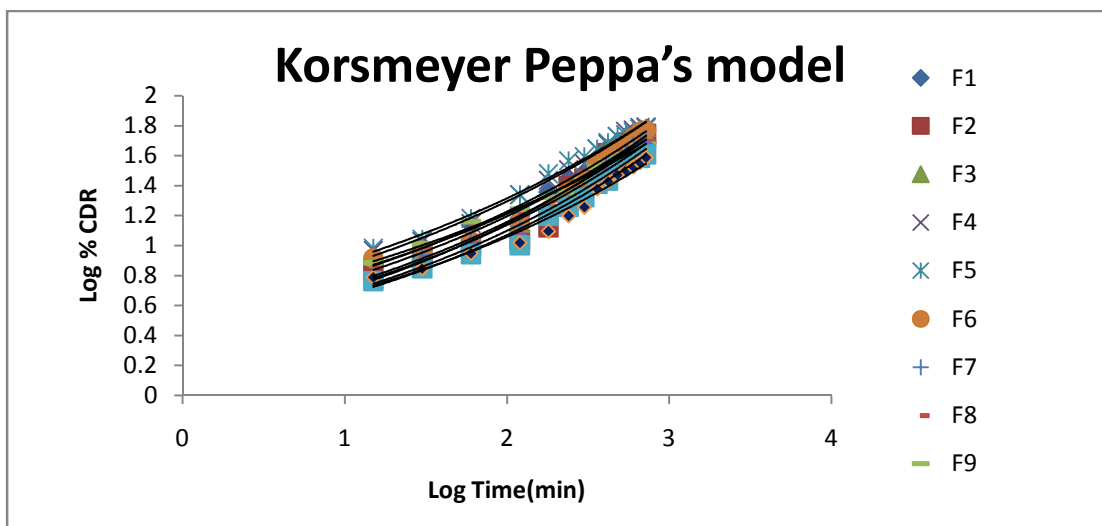 Korsmeyer Peppa’s model
2
1.8
1.6
1.4
1.2
1
0.8
0.6
0.4
0.2
0
0
1
2
3
4
Log % CDR
Log Time(min)
F1
F2
F3
F4
F5
F6
F7
F8
F9